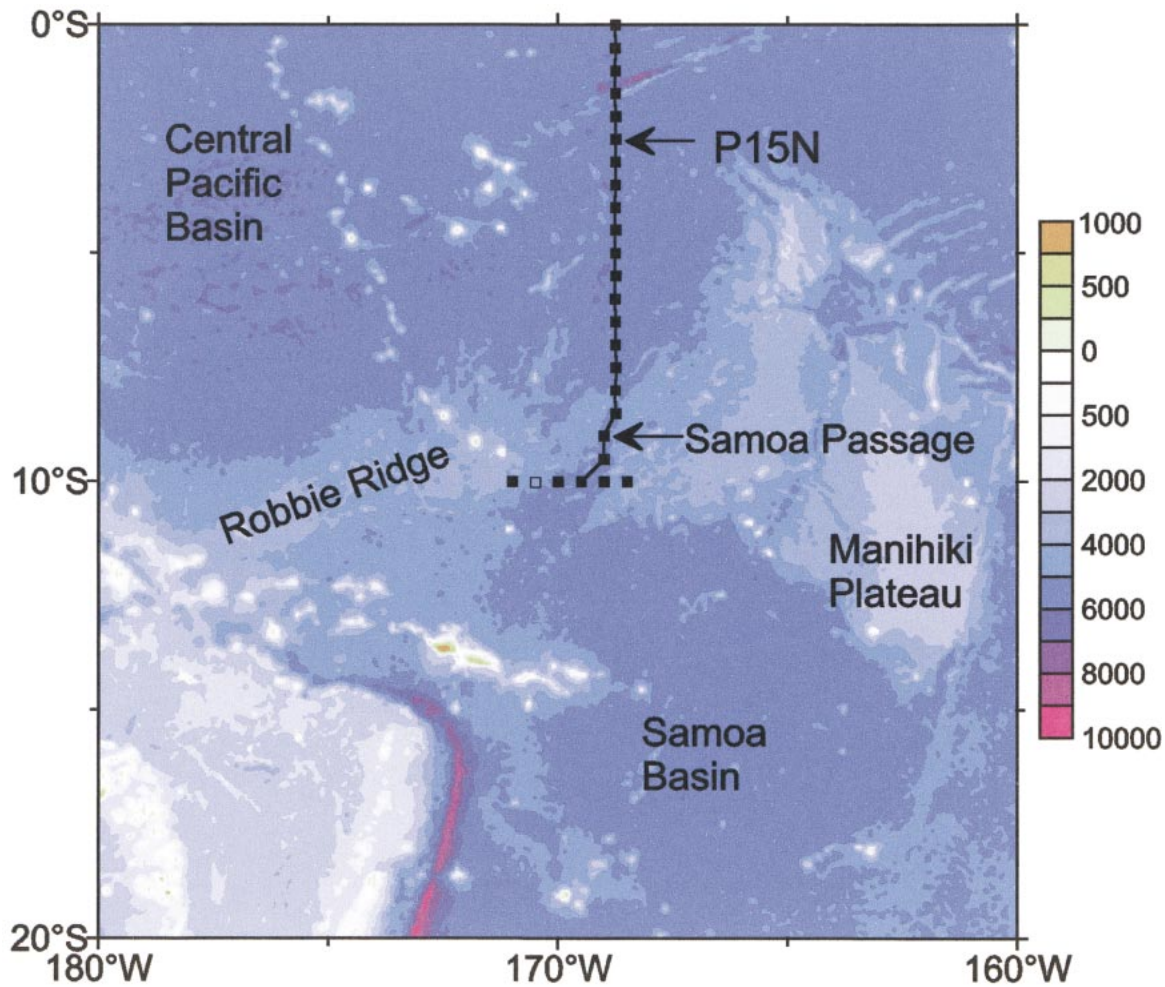 0°S
Central
Pacific
Basin
P15N
Samoa Passage
10°S
Robbie Ridge
Manihiki
Plateau
Samoa
Basin
20°S
180°W
170°W
160°W
1000
500
0
500
2000
4000
6000
8000
10000